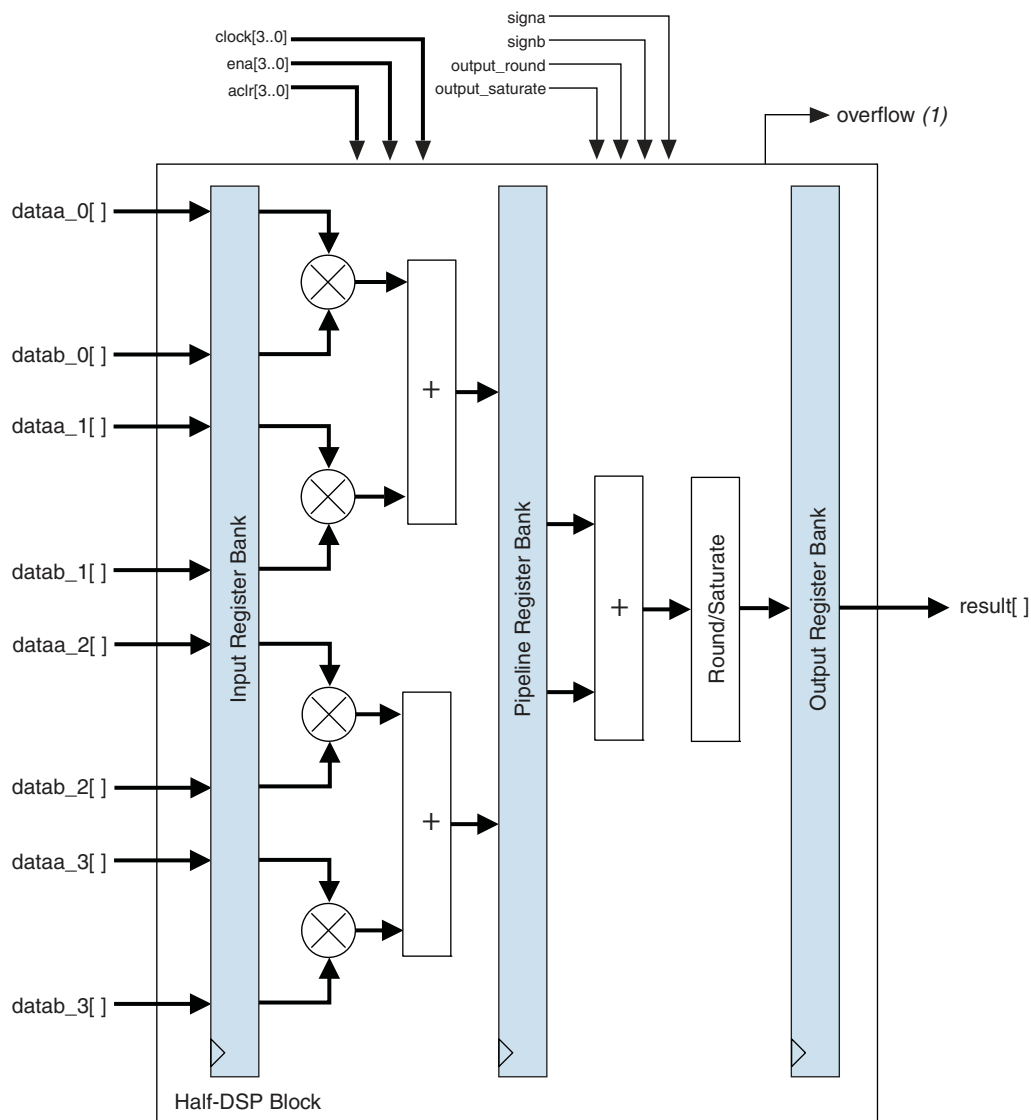 signa
clock[3..0]
signb
ena[3..0]
output_round
aclr[3..0]
output_saturate
overflow (1)
dataa_0[ ]
datab_0[ ]
+
dataa_1[ ]
datab_1[ ]
Input Register Bank
Pipeline Register Bank
+
Round/Saturate
Output Register Bank
result[ ]
dataa_2[ ]
datab_2[ ]
+
dataa_3[ ]
datab_3[ ]
Half-DSP Block